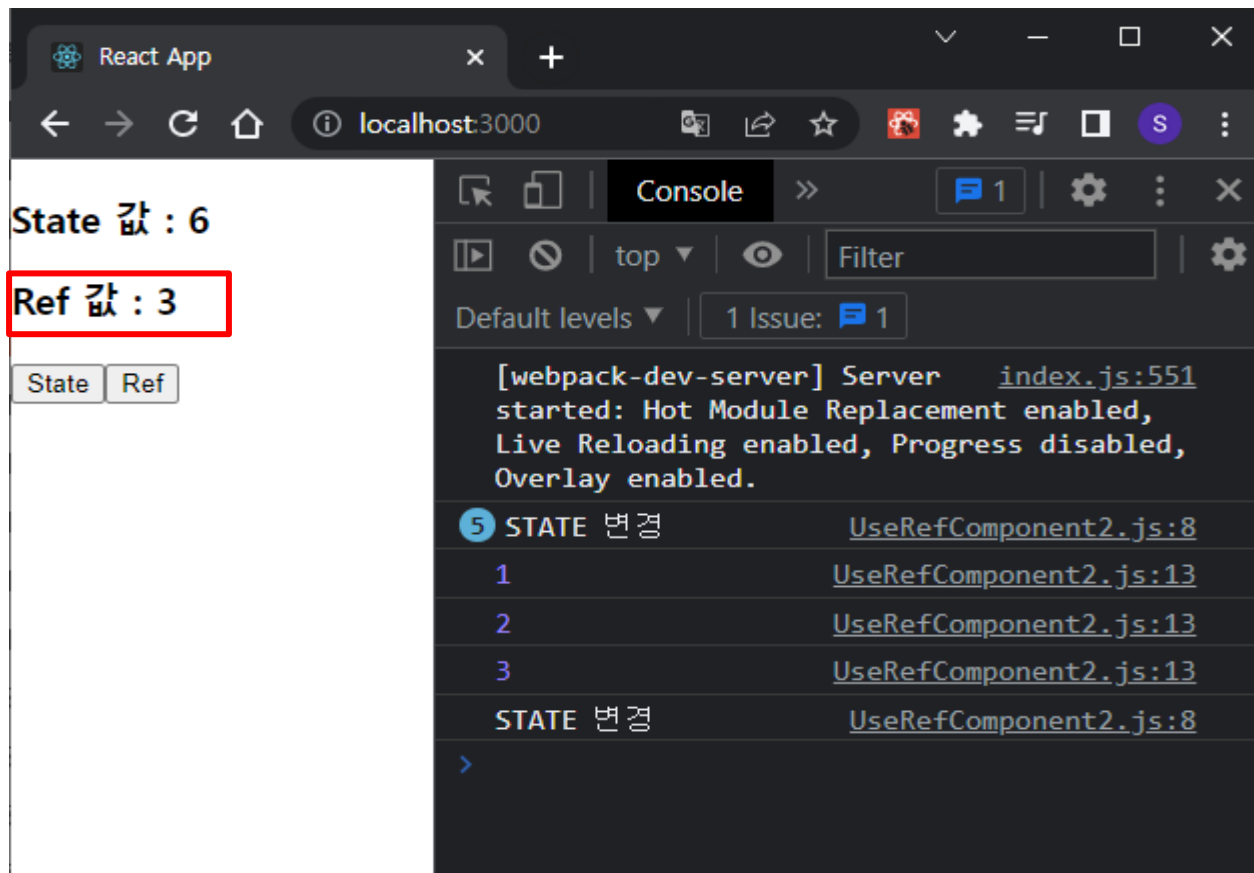 React App
localhost:3000
S
State 값 : 6
Ref 값 : 3
State Ref
Console
1
top
Filter
Default levels
1 Issue: 1
[webpack-dev-server] Server index.js:551
started: Hot Module Replacement enabled,
Live Reloading enabled, Progress disabled,
Overlay enabled.
5 STATE 변경 UseRefComponent2.js:8
1 UseRefComponent2.js:13
2 UseRefComponent2.js:13
3 UseRefComponent2.js:13
STATE 변경 UseRefComponent2.js:8